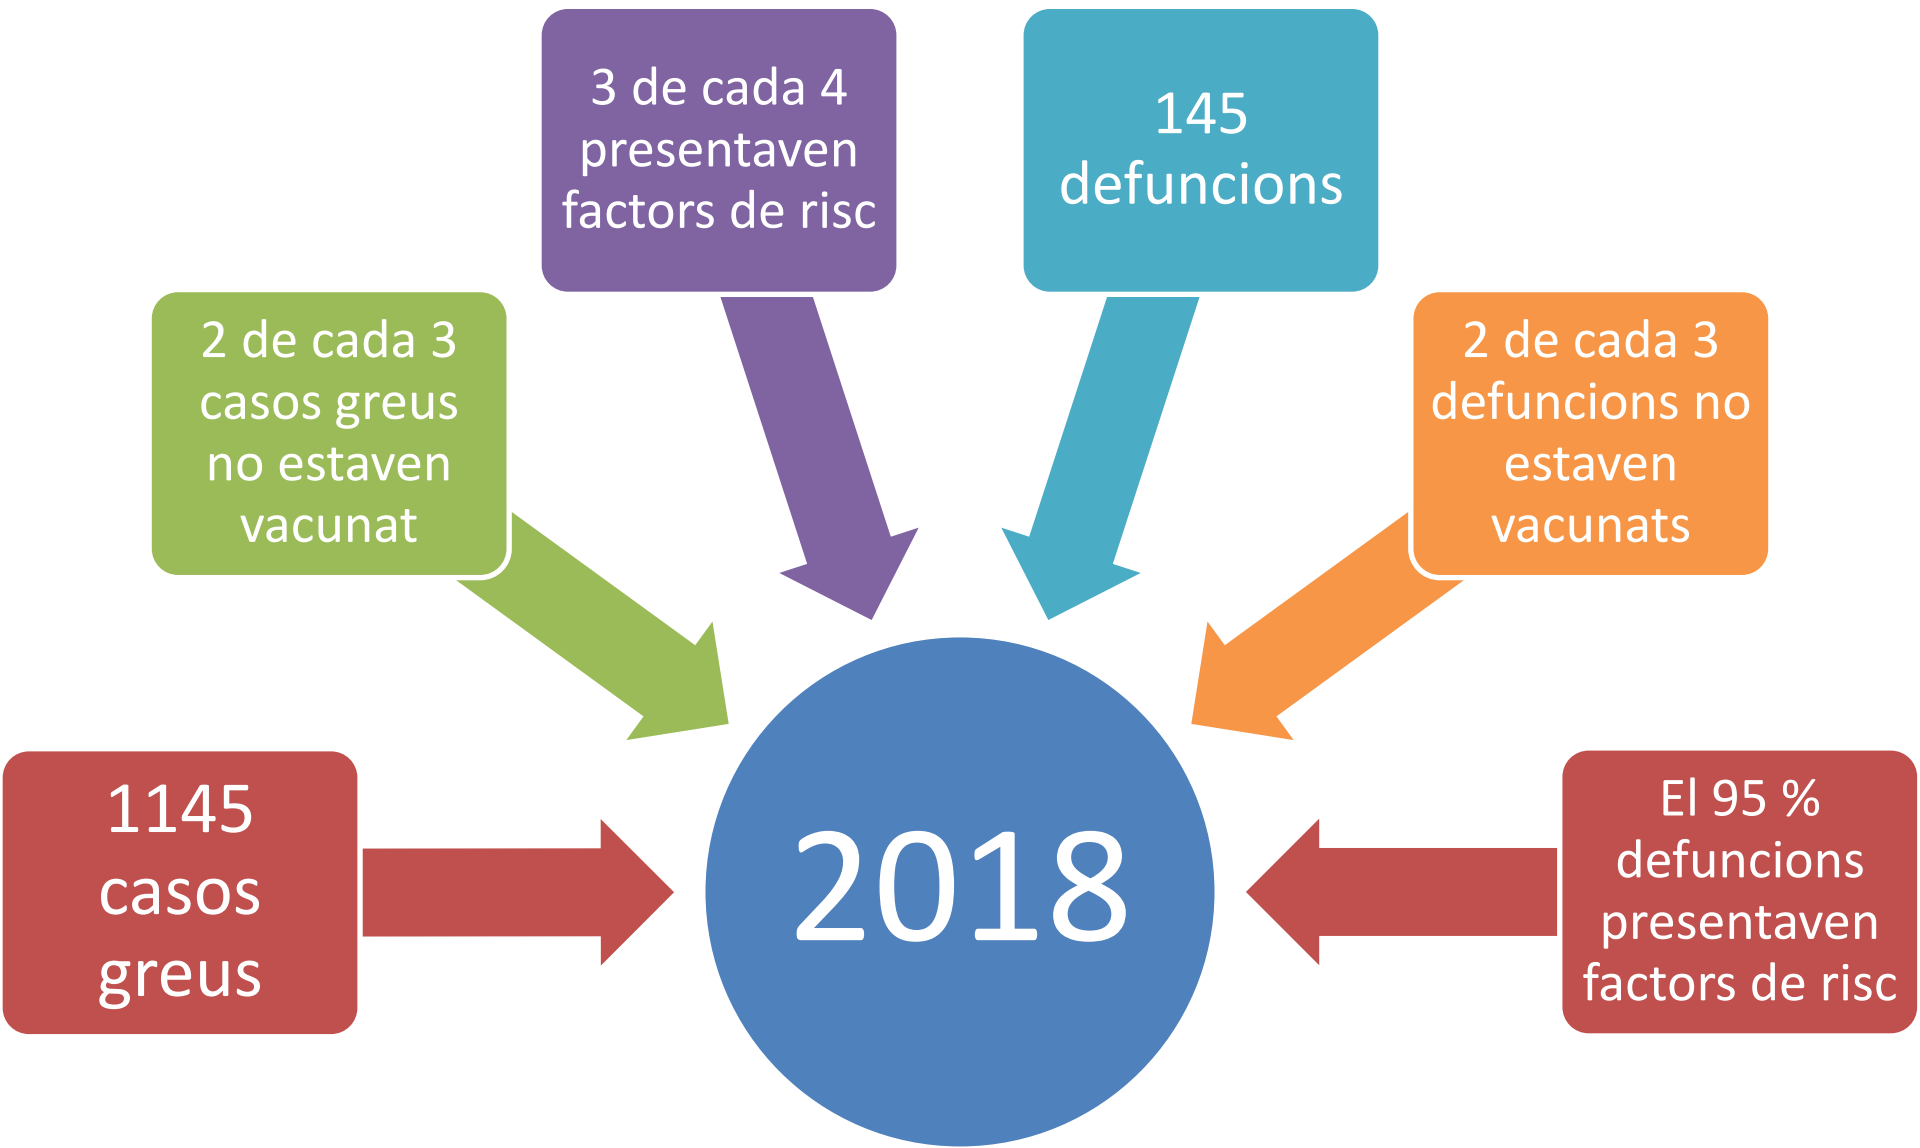 1145
casos
greus
2 de cada 3
casos greus
no estaven
vacunat
3 de cada 4
presentaven
factors de risc
145
defuncions
2 de cada 3
defuncions no
estaven
vacunats
El 95 %
defuncions
presentaven
factors de risc
2018